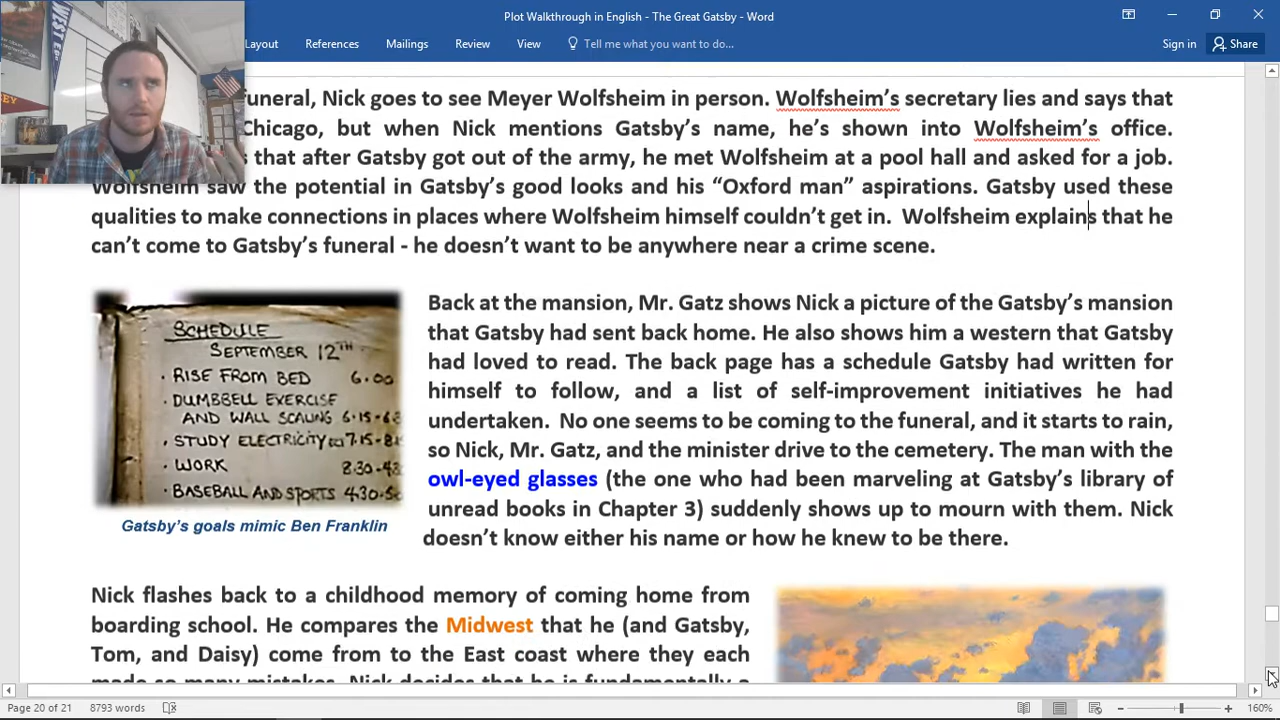 Plot Walkthrough in English - The Great Gatsby - Word
Layout References Mailings Review View Tell me what you want to do... Sign in Share
WEST
funeral, Nick goes to see Meyer Wolfsheim in person. Wolfsheim's secretary lies and says that
Chicago, but when Nick mentions Gatsby's name, he's shown into Wolfsheim's office.
that after Gatsby got out of the army, he met Wolfsheim at a pool hall and asked for a job.
Wolfsheim saw the potential in Gatsby's good looks and his “Oxford man” aspirations. Gatsby used these
qualities to make connections in places where Wolfsheim himself couldn't get in. Wolfsheim explains that he
can't come to Gatsby's funeral - he doesn't want to be anywhere near a crime scene.
SCHEDULE
SEPTEMBER 12TH
· RISE FROM BED 6.00
· DUMBBELL EXERCISE
AND WALL SCALING 6.15-6
· STUDY ELECTRICITY 7.15-8
· WORK 8.30-4
· BASEBALL AND SPORTS 4.30-5
Gatsby's goals mimic Ben Franklin
Back at the mansion, Mr. Gatz shows Nick a picture of the Gatsby's mansion
that Gatsby had sent back home. He also shows him a western that Gatsby
had loved to read. The back page has a schedule Gatsby had written for
himself to follow, and a list of self-improvement initiatives he had
undertaken. No one seems to be coming to the funeral, and it starts to rain,
so Nick, Mr. Gatz, and the minister drive to the cemetery. The man with the
owl-eyed glasses (the one who had been marveling at Gatsby's library of
unread books in Chapter 3) suddenly shows up to mourn with them. Nick
doesn't know either his name or how he knew to be there.
Nick flashes back to a childhood memory of coming home from
boarding school. He compares the Midwest that he (and Gatsby,
Tom, and Daisy) come from to the East coast where they each
made so many mistakes. Nick decides that he is fundamentally a
Page 20 of 21 8793 words 160%